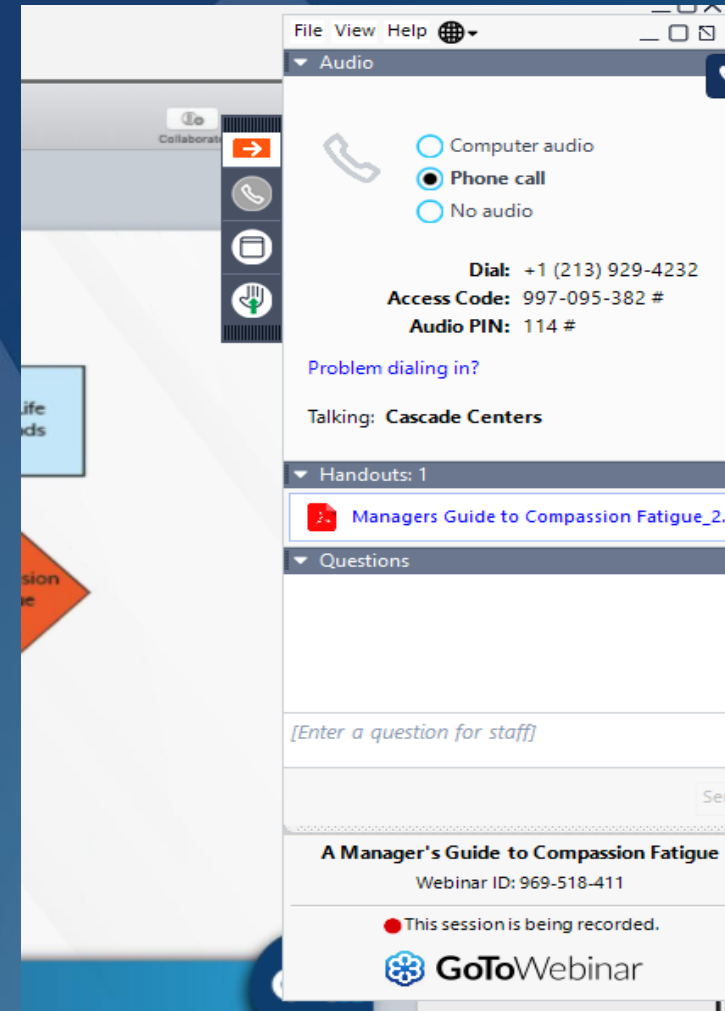 File View Help
Audio
Collaborate
Computer audio
Phone call
No audio
Dial: +1 (213) 929-4232
Access Code: 997-095-382 #
Audio PIN: 114 #
Problem dialing in?
Talking: Cascade Centers
Handouts: 1
Managers Guide to Compassion Fatigue_2.
Questions
[Enter a question for staff]
A Manager's Guide to Compassion Fatigue
Webinar ID: 969-518-411
This session is being recorded.
GoToWebinar